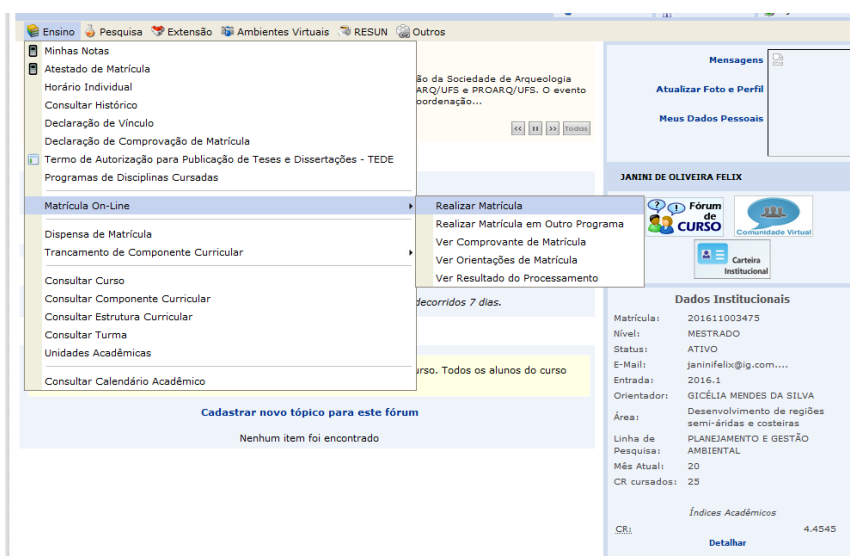 Ensino Pesquisa Extensão Ambientes Virtuais RESUN Outros
Minhas Notas
Atestado de Matrícula
Horário Individual
Consultar Histórico
Declaração de Vínculo
Declaração de Comprovação de Matrícula
Termo de Autorização para Publicação de Teses e Dissertações - TEDE
Programas de Disciplinas Cursadas
Matrícula On-Line
Dispensa de Matrícula
Trancamento de Componente Curricular
Consultar Curso
Consultar Componente Curricular
Consultar Estrutura Curricular
Consultar Turma
Unidades Acadêmicas
Consultar Calendário Acadêmico
Realizar Matrícula
Realizar Matrícula em Outro Programa
Ver Comprovante de Matrícula
Ver Orientações de Matrícula
Ver Resultado do Processamento
ão da Sociedade de Arqueologia
ARQ/UFS e PROARQ/UFS. O evento
oordenação...
Todas
decorridos 7 dias.
urso. Todos os alunos do curso
Cadastrar novo tópico para este fórum
Nenhum item foi encontrado
Mensagens
Atualizar Foto e Perfil
Meus Dados Pessoais
JANINI DE OLIVEIRA FELIX
Fórum
de
CURSO
Comunidade Virtual
Carteira
Institucional
Dados Institucionais
Matrícula: 201611003475
Nível: MESTRADO
Status: ATIVO
E-Mail: janinifelix@ig.com....
Entrada: 2016.1
Orientador: GICÉLIA MENDES DA SILVA
Área: Desenvolvimento de regiões
semi-áridas e costeiras
Linha de Pesquisa: PLANEJAMENTO E GESTÃO
AMBIENTAL
Mês Atual: 20
CR cursados: 25
Índices Acadêmicos
CR: 4.4545
Detalhar